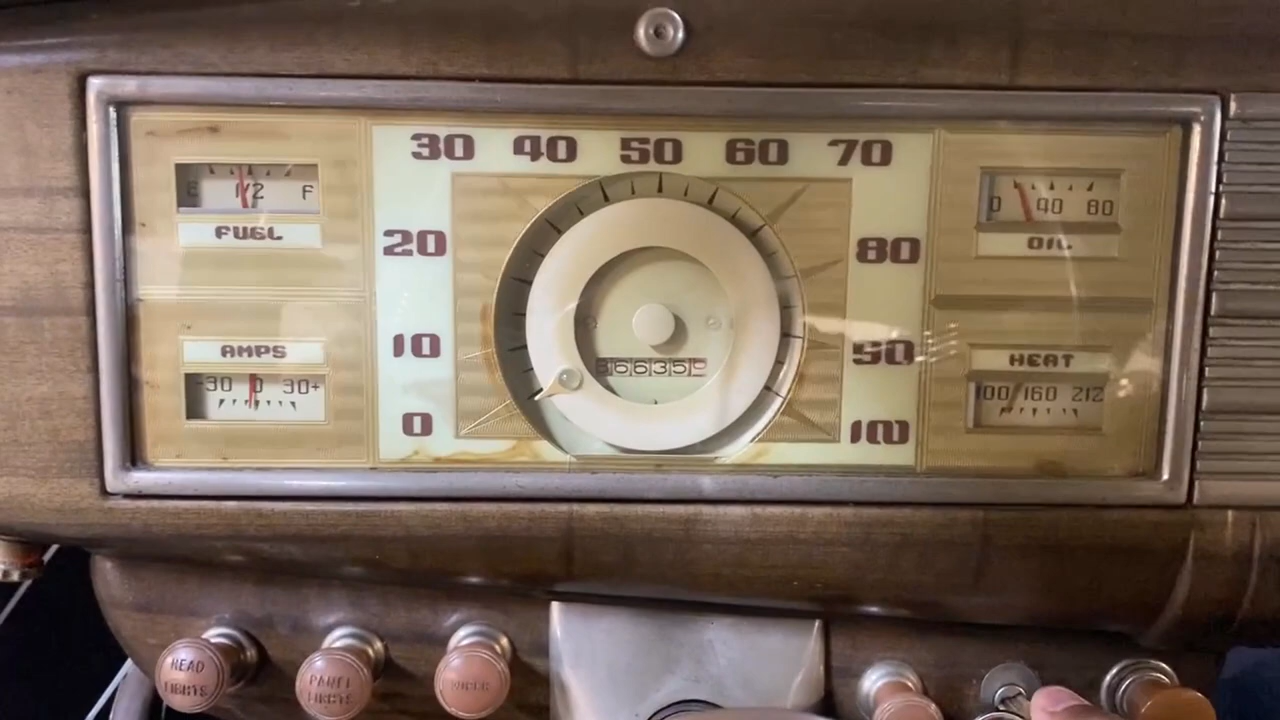 30 40 50 60 70
E 1/2 F
FUEL
0 40 80
OIL
20
80
AMPS
-30 0 30+
10
90
HEAT
100 160 212
0
100
HEAD
LIGHTS
PANEL
LIGHTS
WIPER